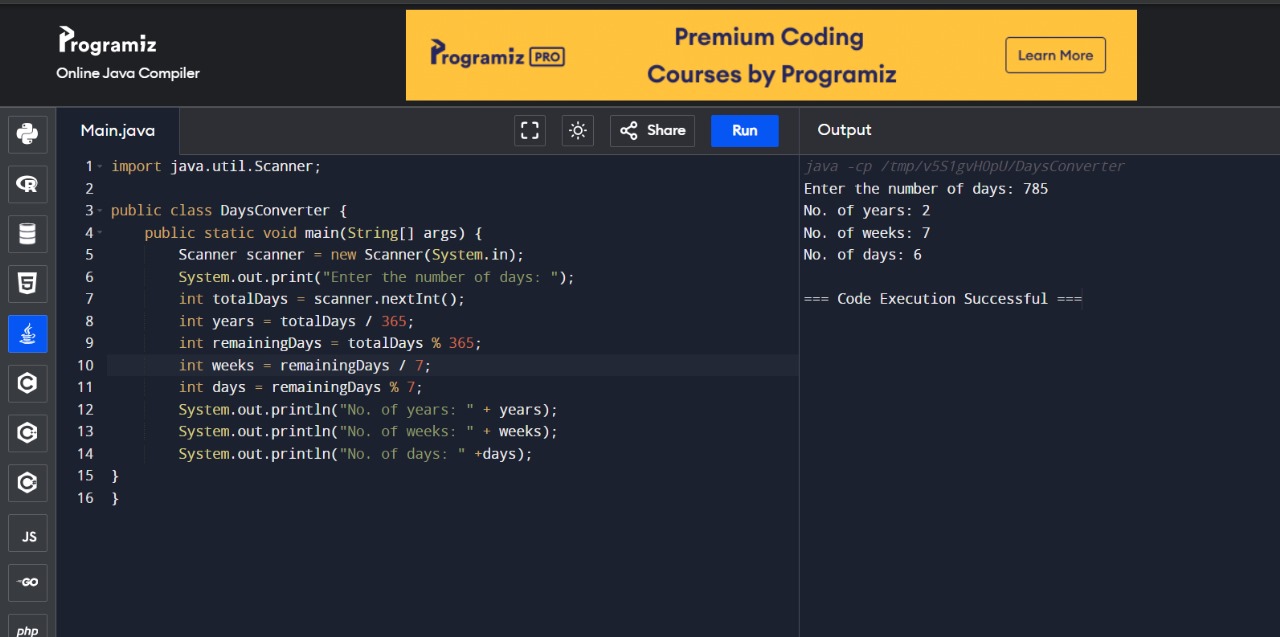 Programiz
Online Java Compiler
Programiz PRO
Premium Coding
Courses by Programiz
Learn More
Main.java
Share
Run
Output
1 import java.util.Scanner;
2
3 public class DaysConverter {
4     public static void main(String[] args) {
5         Scanner scanner = new Scanner(System.in);
6         System.out.print("Enter the number of days: ");
7         int totalDays = scanner.nextInt();
8         int years = totalDays / 365;
9         int remainingDays = totalDays % 365;
10         int weeks = remainingDays / 7;
11         int days = remainingDays % 7;
12         System.out.println("No. of years: " + years);
13         System.out.println("No. of weeks: " + weeks);
14         System.out.println("No. of days: " +days);
15 }
16 }
java -cp /tmp/v5S1gvH0pU/DaysConverter
Enter the number of days: 785
No. of years: 2
No. of weeks: 7
No. of days: 6
=== Code Execution Successful ===
R
5
C
C
C
JS
GO
php